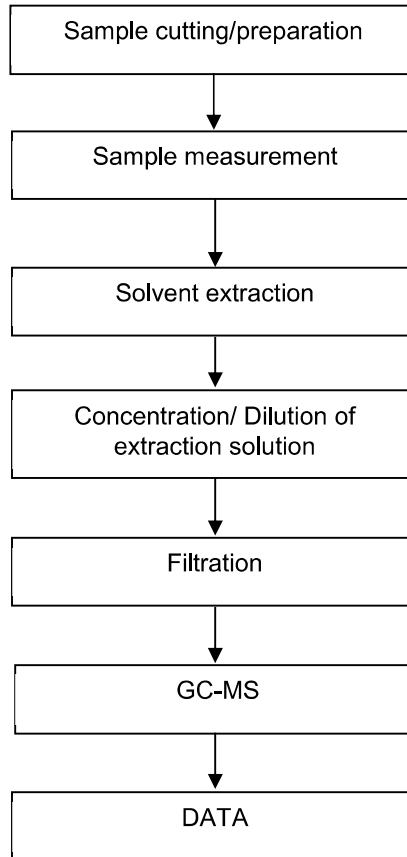 Sample cutting/preparation
Sample measurement
Solvent extraction
Concentration/ Dilution of
extraction solution
Filtration
GC-MS
DATA